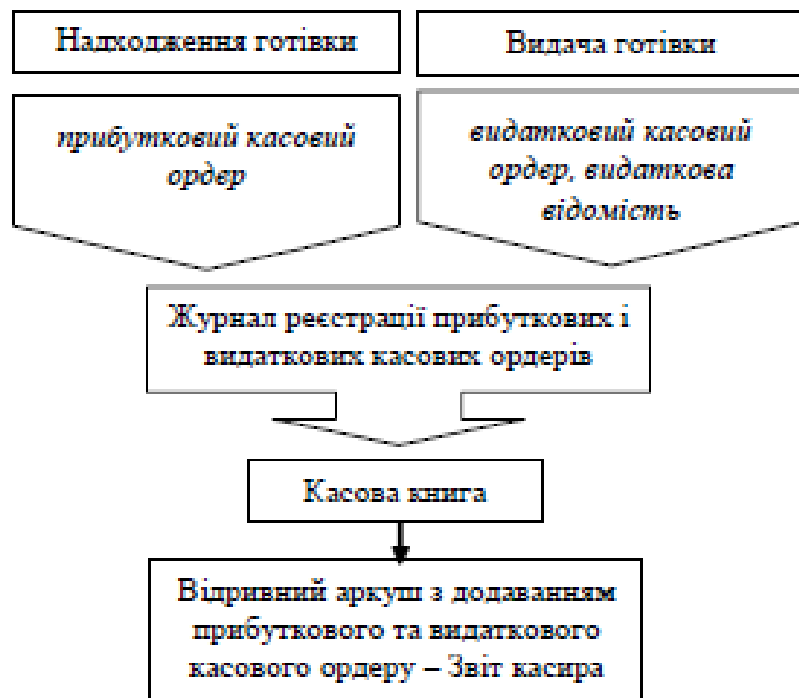 Надходження готівки
Видача готівки
прибутковий касовий
ордер
видатковий касовий
ордер, видаткова
відомість
Журнал реєстрації прибуткових і
видаткових касових ордерів
Касова книга
Відривний аркуш з додаванням
прибуткового та видаткового
касового ордеру – Звіт касира